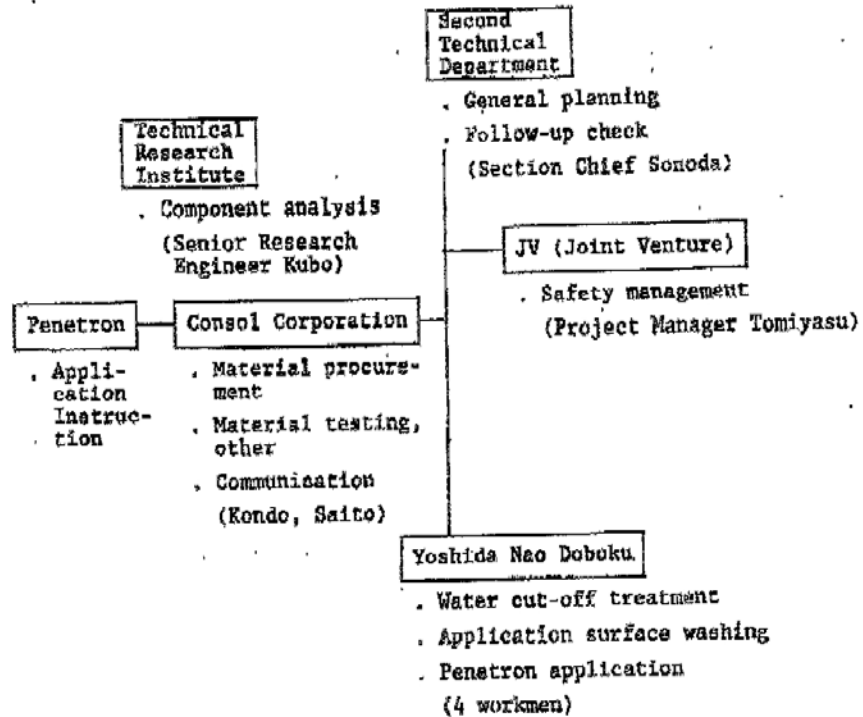 Second
Technical
Department
. General planning
. Follow-up check
(Section Chief Sonoda)
Technical
Research
Institute
. Component analysis
(Senior Research
Engineer Kubo)
JV (Joint Venture)
. Safety management
(Project Manager Tomiyasu)
Penetron
. Appli-
cation
Instruc-
tion
Consol Corporation
. Material procure-
ment
. Material testing,
other
. Communication
(Kondo, Saito)
Yoshida Nao Doboku
. Water cut-off treatment
. Application surface washing
. Penetron application
(4 workmen)